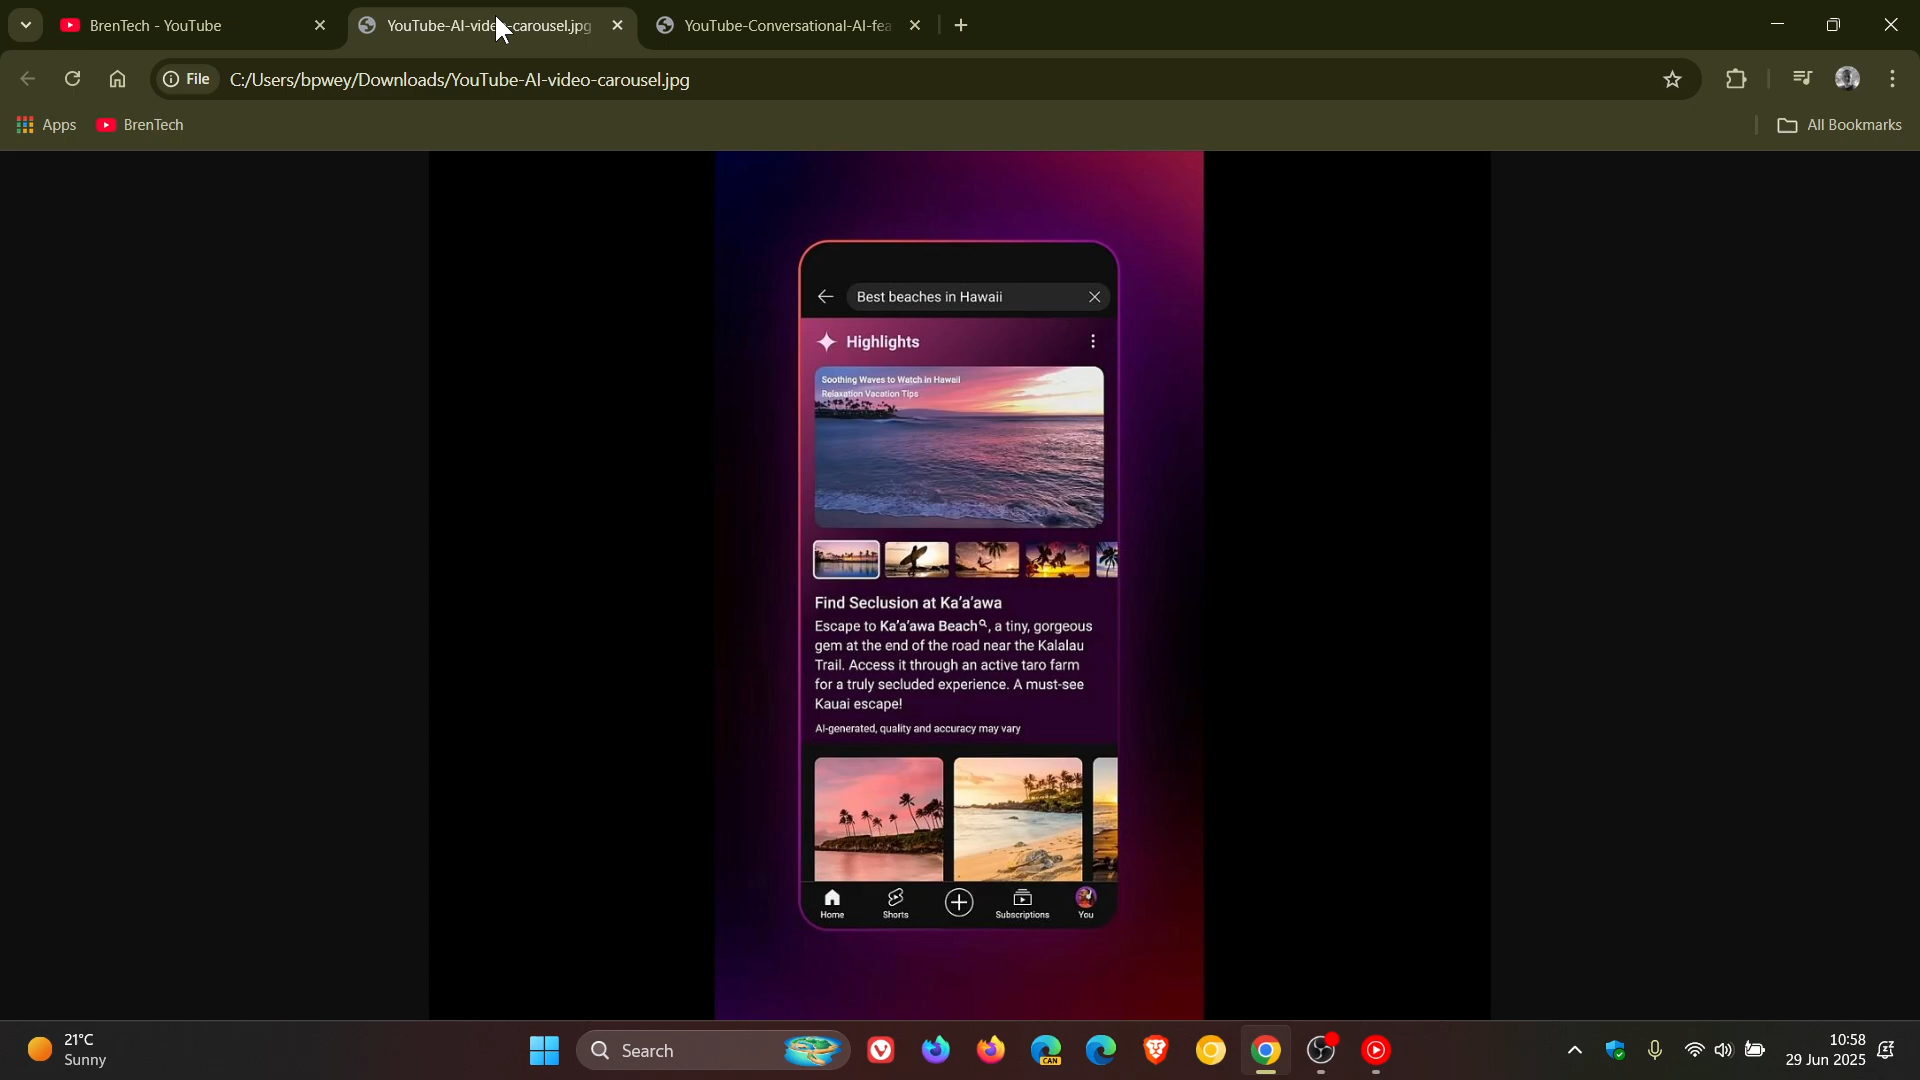 BrenTech - YouTube
YouTube-AI-video-carousel.jpg
YouTube-Conversational-AI-fea
File
C:/Users/bpwey/Downloads/YouTube-AI-video-carousel.jpg
Apps
BrenTech
All Bookmarks
Best beaches in Hawaii
Highlights
Soothing Waves to Watch in Hawaii
Relaxation Vacation Tips
Find Seclusion at Ka'a'awa
Escape to Ka'a'awa Beach, a tiny, gorgeous
gem at the end of the road near the Kalalau
Trail. Access it through an active taro farm
for a truly secluded experience. A must-see
Kauai escape!
AI-generated, quality and accuracy may vary
Home
Shorts
Subscriptions
You
21°C
Sunny
Search
CAN
10:58
29 Jun 2025